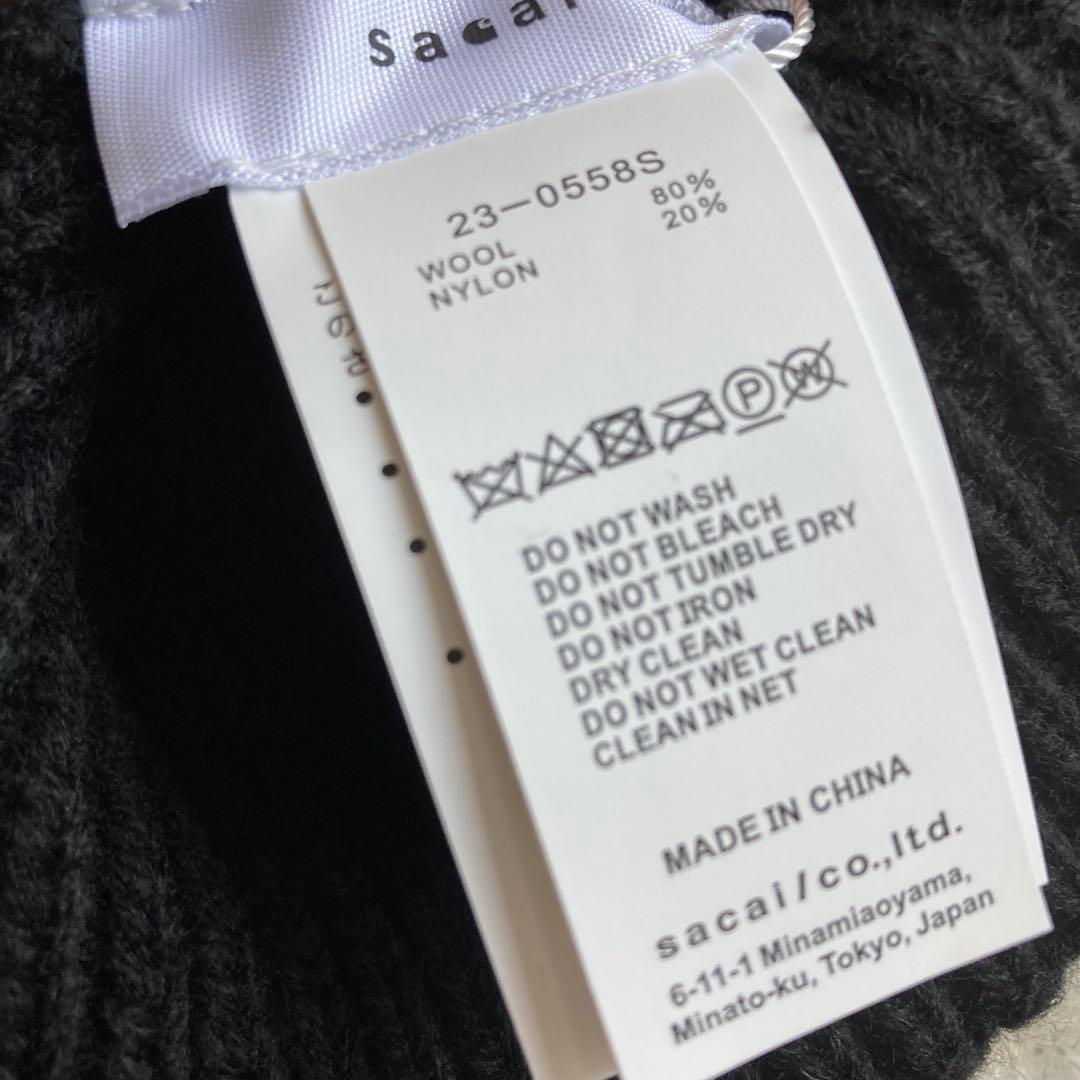 sacai
23-0558S
WOOL 80%
NYLON 20%
この
P W
DO NOT WASH
DO NOT BLEACH
DO NOT TUMBLE DRY
DO NOT IRON
DRY CLEAN
DO NOT WET CLEAN
CLEAN IN NET
MADE IN CHINA
sacai/co.,ltd.
6-11-1 Minamiaoyama,
Minato-ku, Tokyo, Japan